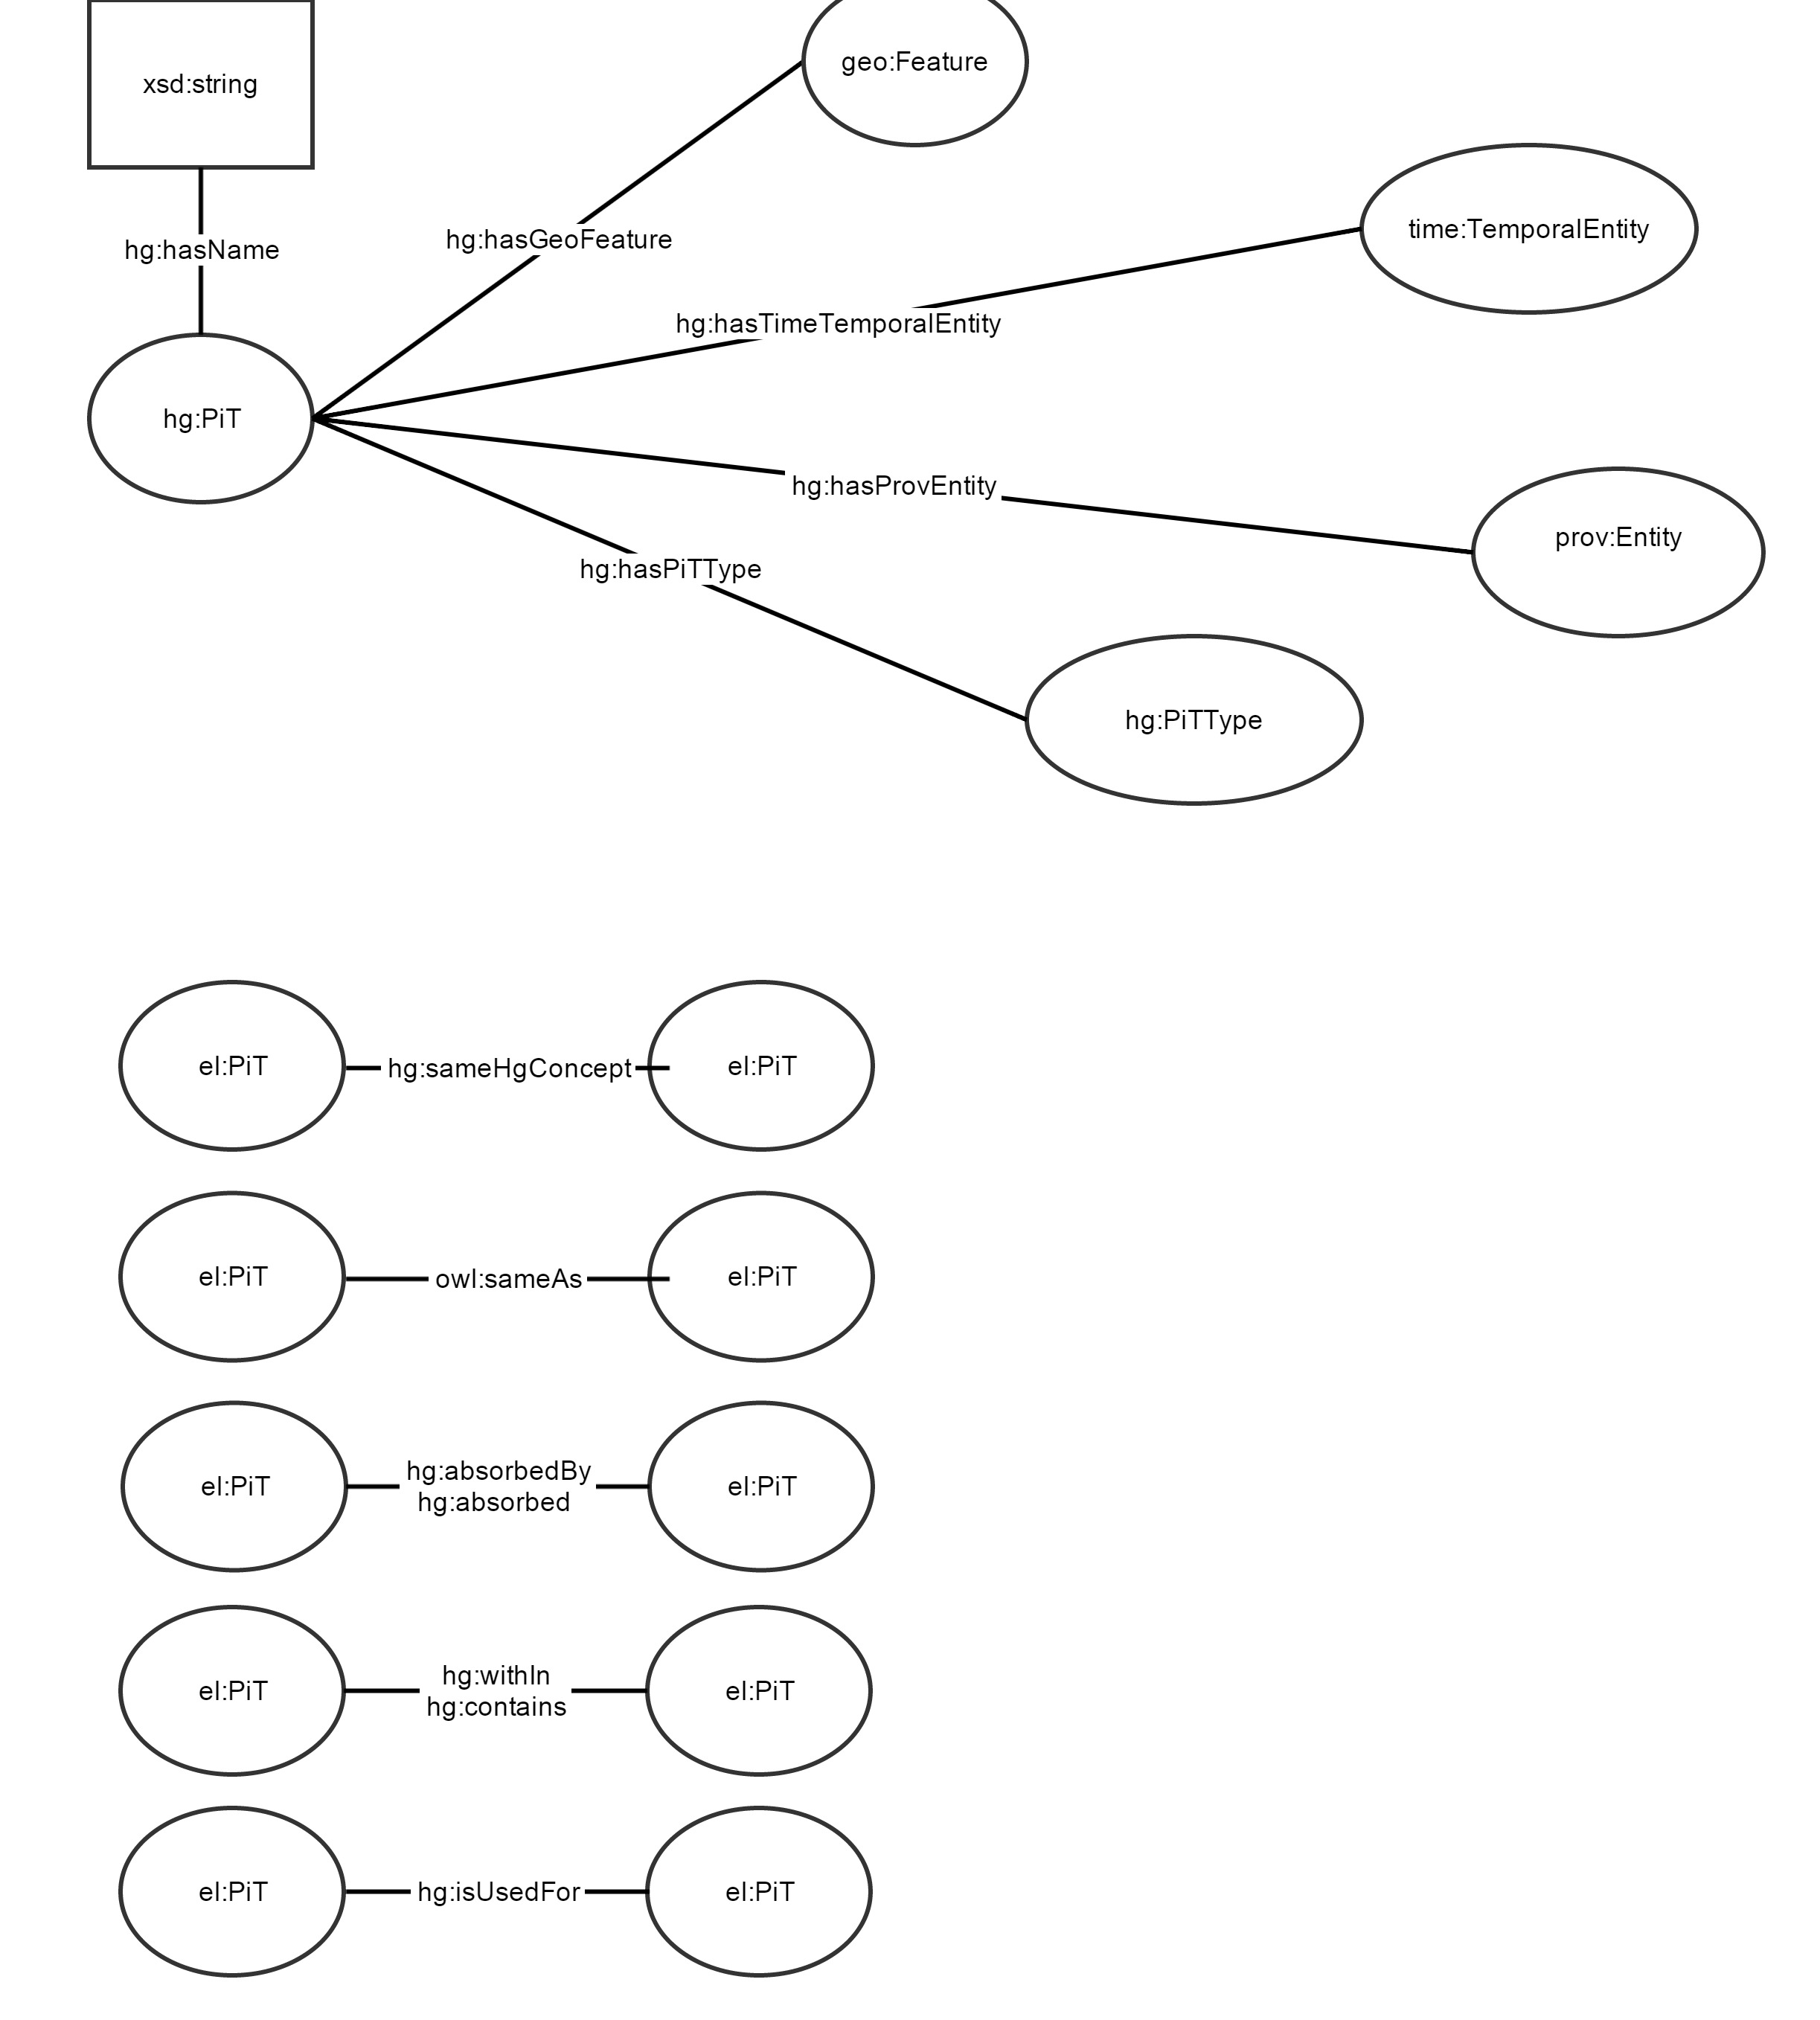 xsd:string
geo:Feature
time:TemporalEntity
hg:hasName
hg:hasGeoFeature
hg:hasTimeTemporalEntity
hg:PiT
hg:hasProvEntity
prov:Entity
hg:hasPiTType
hg:PiTType
el:PiT
hg:sameHgConcept
el:PiT
el:PiT
owl:sameAs
el:PiT
el:PiT
hg:absorbedBy
hg:absorbed
el:PiT
el:PiT
hg:withIn
hg:contains
el:PiT
el:PiT
hg:isUsedFor
el:PiT